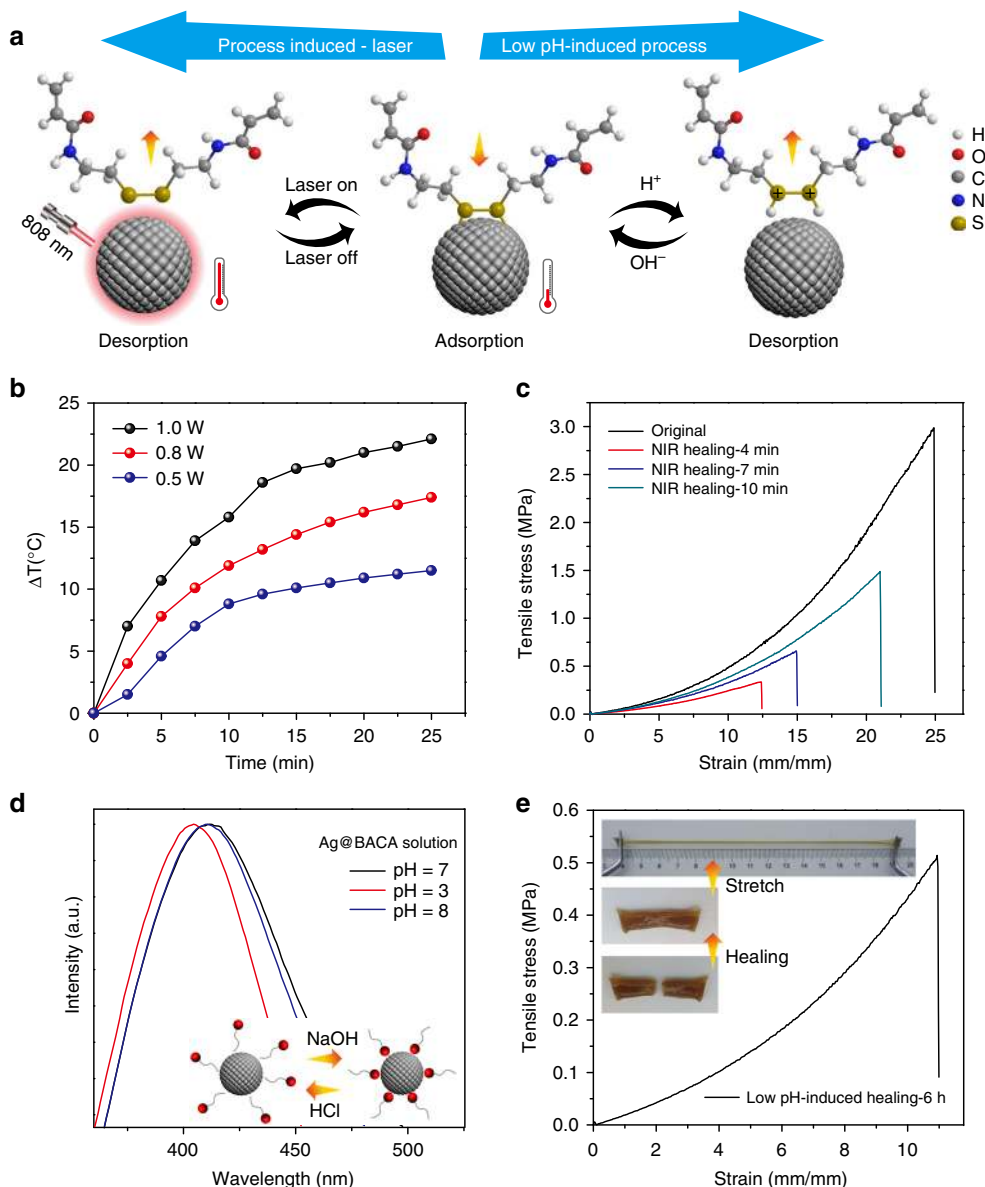 a
Process induced - laser
Low pH-induced process
H
O
C
N
S
Laser on
Laser off
H⁺
OH⁻
808 nm
Desorption
Adsorption
Desorption
b
25
20
15
10
5
0
ΔT(°C)
1.0 W
0.8 W
0.5 W
0 5 10 15 20 25
Time (min)
c
3.0
2.5
2.0
1.5
1.0
0.5
0.0
Tensile stress (MPa)
Original
NIR healing-4 min
NIR healing-7 min
NIR healing-10 min
0 5 10 15 20 25
Strain (mm/mm)
d
Intensity (a.u.)
Ag@BACA solution
pH = 7
pH = 3
pH = 8
NaOH
HCl
400 450 500
Wavelength (nm)
e
0.6
0.5
0.4
0.3
0.2
0.1
0.0
Tensile stress (MPa)
Stretch
Healing
Low pH-induced healing-6 h
0 2 4 6 8 10
Strain (mm/mm)